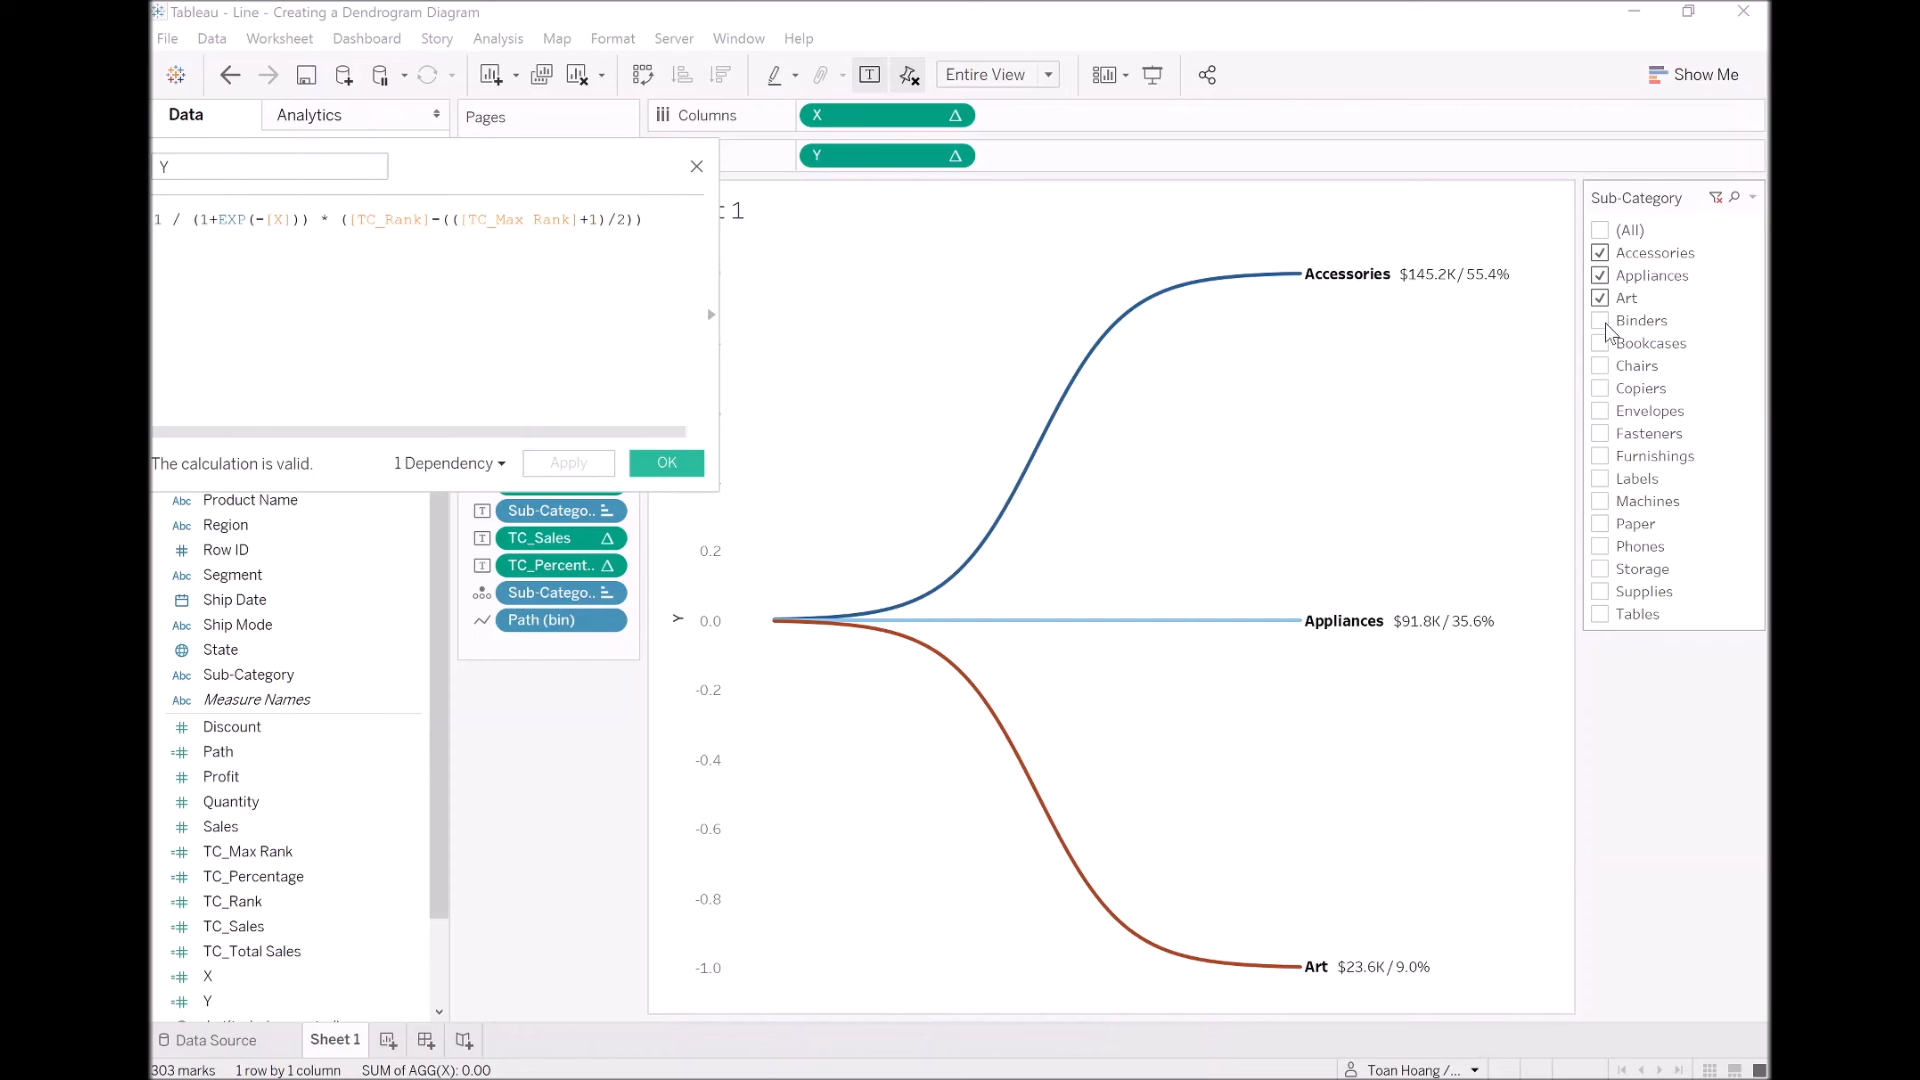 Tableau - Line - Creating a Dendrogram Diagram
File Data Worksheet Dashboard Story Analysis Map Format Server Window Help
Entire View
Show Me
Data
Analytics
Pages
Columns
X
Y
Y
1 / (1+EXP(-[X])) * ([TC_Rank]-(([TC_Max Rank]+1)/2))
The calculation is valid.
1 Dependency
Apply
OK
Product Name
Region
Row ID
Segment
Ship Date
Ship Mode
State
Sub-Category
Measure Names
Discount
Path
Profit
Quantity
Sales
TC_Max Rank
TC_Percentage
TC_Rank
TC_Sales
TC_Total Sales
X
Y
Abc
Abc
Abc
Abc
Abc
Abc
Sub-Catego..
TC_Sales
TC_Percent..
Sub-Catego..
Path (bin)
1
0.2
0.0
-0.2
-0.4
-0.6
-0.8
-1.0
Y
Accessories $145.2K/55.4%
Appliances $91.8K/35.6%
Art $23.6K/9.0%
Sub-Category
(All)
Accessories
Appliances
Art
Binders
Bookcases
Chairs
Copiers
Envelopes
Fasteners
Furnishings
Labels
Machines
Paper
Phones
Storage
Supplies
Tables
Data Source
Sheet 1
303 marks 1 row by 1 column SUM of AGG(X): 0.00
Toan Hoang /...